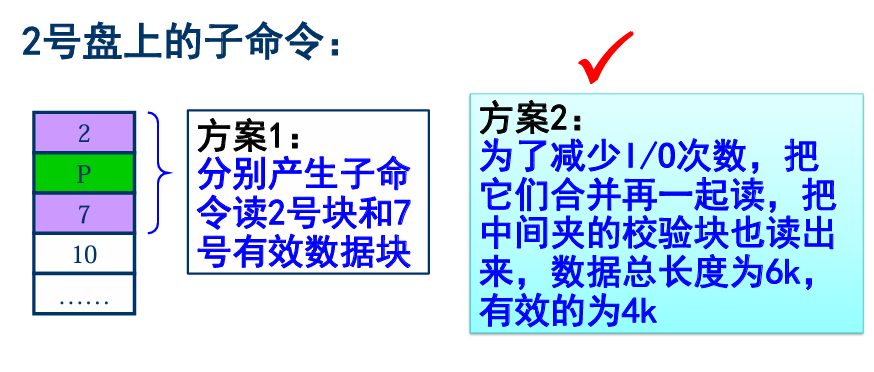 2号盘上的子命令：
2
P
7
10
……
方案1：
分别产生子命
令读2号块和7
号有效数据块
方案2：
为了减少I/O次数，把
它们合并再一起读，把
中间夹的校验块也读出
来，数据总长度为6k，
有效的为4k